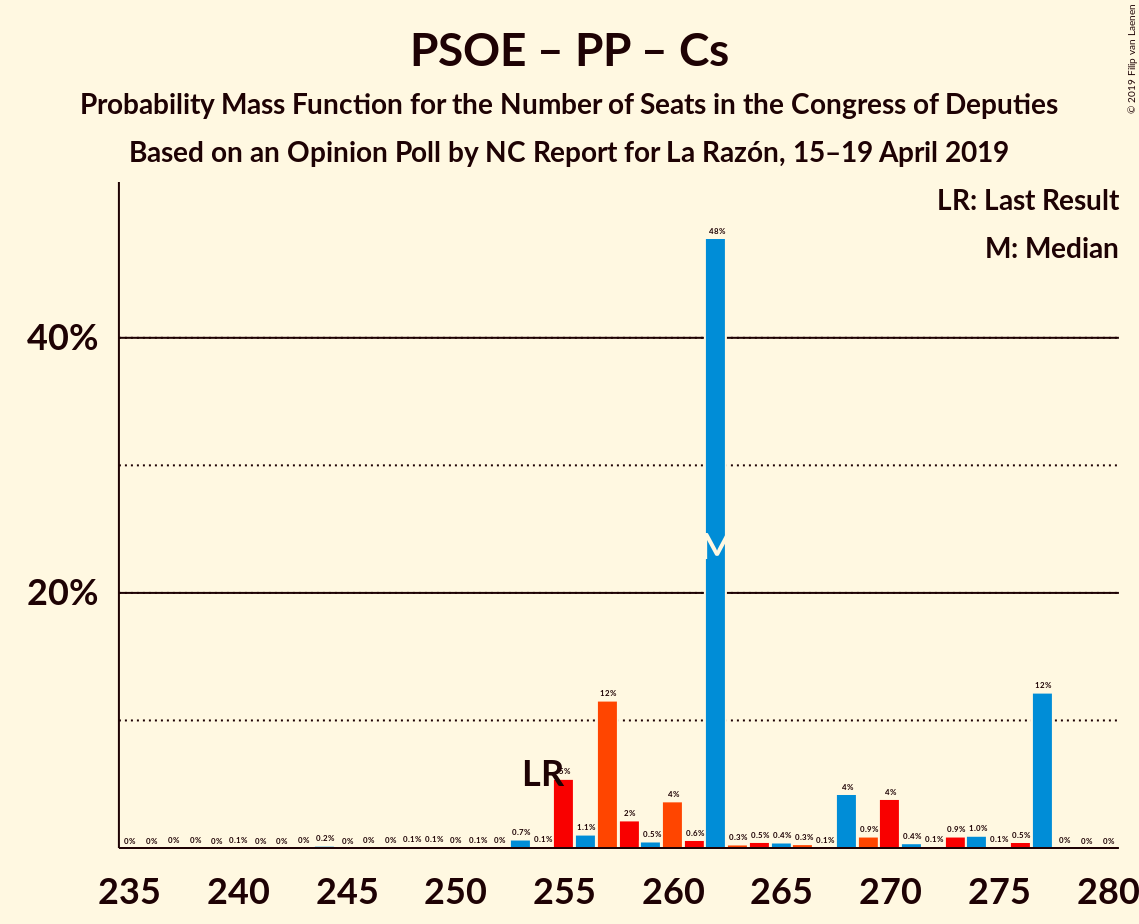 PSOE – PP – Cs
Probability Mass Function for the Number of Seats in the Congress of Deputies
Based on an Opinion Poll by NC Report for La Razón, 15–19 April 2019
© 2019 Filip van Laenen
LR: Last Result
M: Median
40%
20%
0% 0% 0% 0% 0% 0.1% 0% 0% 0% 0.2% 0% 0% 0% 0.1% 0.1% 0% 0.1% 0% 0.7% 0.1% 5% 1.1% 12% 2% 0.5% 4% 0.6% 48% 0.3% 0.5% 0.4% 0.3% 0.1% 4% 0.9% 4% 0.4% 0.1% 0.9% 1.0% 0.1% 0.5% 12% 0% 0% 0%
LR
M
235 240 245 250 255 260 265 270 275 280